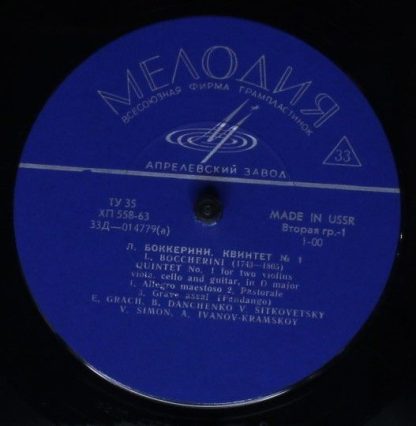 МЕЛОДИЯ
ВСЕСОЮЗНАЯ ФИРМА ГРАМПЛАСТИНОК
33
АПРЕЛЕВСКИЙ ЗАВОД
ТУ 35
ХП 558-63
33Д—014779(а)
MADE IN USSR
Вторая гр.-1
1-00
Л. БОККЕРИНИ, КВИНТЕТ № 1
L. BOCCHERINI (1743—1805)
QUINTET No. 1 for two violins
viola, cello and guitar, in D major
1. Allegro maestoso 2. Pastorale
3. Grave assai (Fandango)
E. GRACH, B. DANCHENKO V. SITKOVETSKY
V. SIMON, A. IVANOV-KRAMSKOY